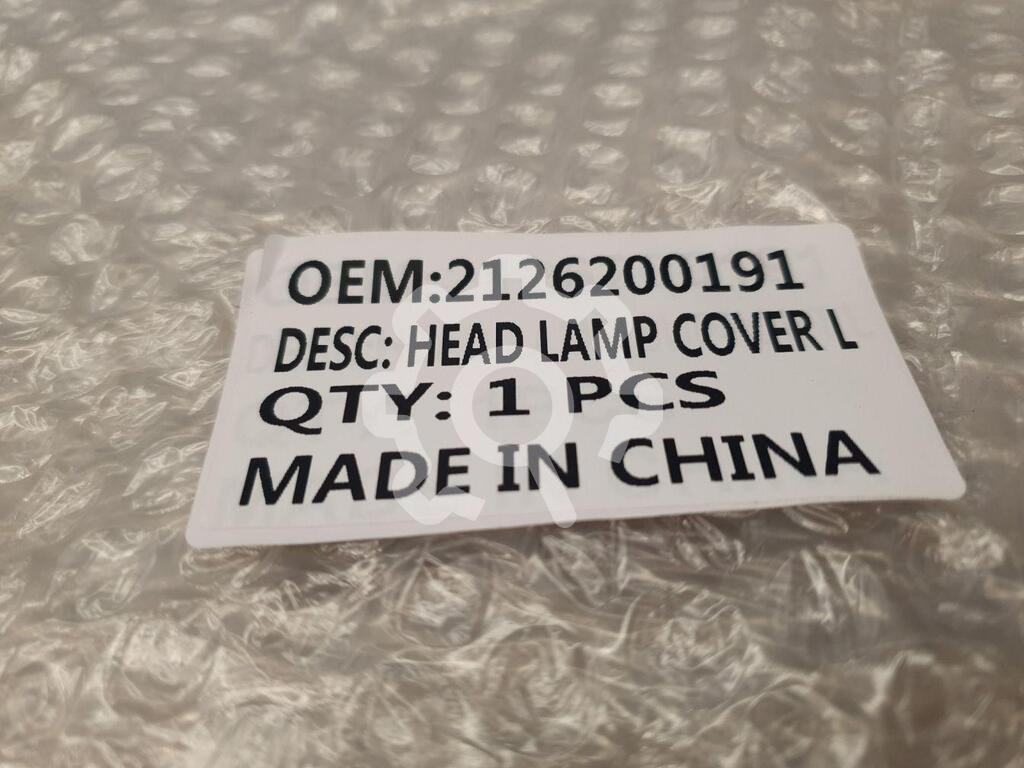 OEM:2126200191
DESC: HEAD LAMP COVER L
QTY: 1 PCS
MADE IN CHINA